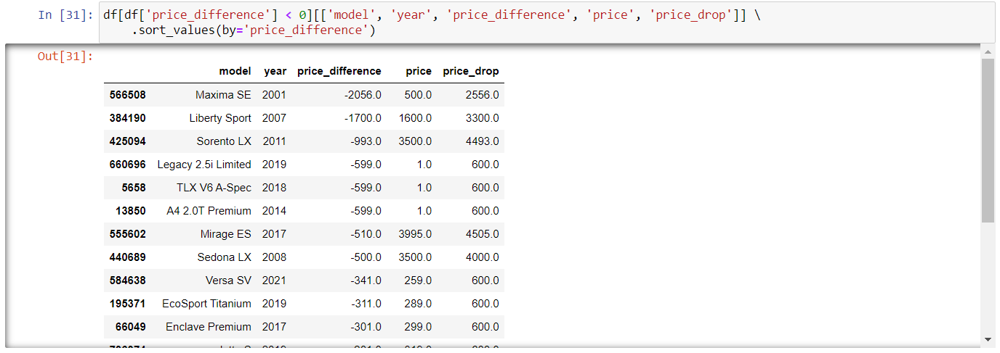 In [31]: df[df['price_difference'] < 0][['model', 'year', 'price_difference', 'price', 'price_drop']] \
.sort_values(by='price_difference')
Out[31]:
model year price_difference price price_drop
566508 Maxima SE 2001 -2056.0 500.0 2556.0
384190 Liberty Sport 2007 -1700.0 1600.0 3300.0
425094 Sorento LX 2011 -993.0 3500.0 4493.0
660696 Legacy 2.5i Limited 2019 -599.0 1.0 600.0
5658 TLX V6 A-Spec 2018 -599.0 1.0 600.0
13850 A4 2.0T Premium 2014 -599.0 1.0 600.0
555602 Mirage ES 2017 -510.0 3995.0 4505.0
440689 Sedona LX 2008 -500.0 3500.0 4000.0
584638 Versa SV 2021 -341.0 259.0 600.0
195371 EcoSport Titanium 2019 -311.0 289.0 600.0
66049 Enclave Premium 2017 -301.0 299.0 600.0